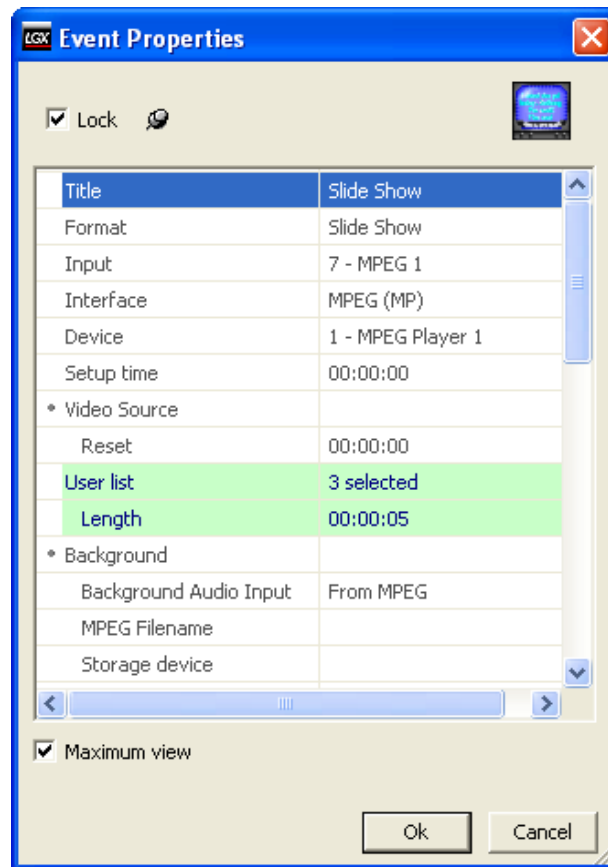 LGX Event Properties
Lock
Title Slide Show
Format Slide Show
Input 7 - MPEG 1
Interface MPEG (MP)
Device 1 - MPEG Player 1
Setup time 00:00:00
Video Source
Reset 00:00:00
User list 3 selected
Length 00:00:05
Background
Background Audio Input From MPEG
MPEG Filename
Storage device
Maximum view
Ok Cancel